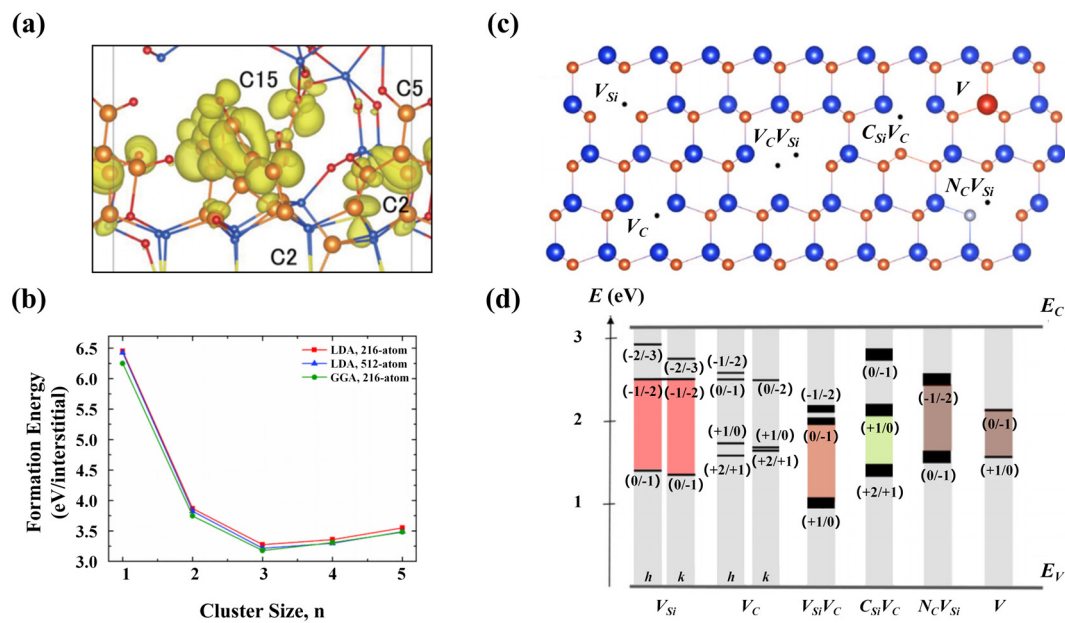 (a)
C15
C5
C2
C2
(b)
Formation Energy
(eV/interstitial)
6.5
6.0
5.5
5.0
4.5
4.0
3.5
3.0
LDA, 216-atom
LDA, 512-atom
GGA, 216-atom
1 2 3 4 5
Cluster Size, n
(c)
V_Si
V
V_C V_Si
C_Si V_C
N_C V_Si
V_C
(d)
E (eV)
E_C
3
2
1
0
(-2/-3)
(-1/-2)
(0/-1)
(-2/-3)
(-1/-2)
(0/-1)
(-1/-2)
(0/-1)
(+1/0)
(+2/+1)
(0/-2)
(+1/0)
(+2/+1)
(-1/-2)
(0/-1)
(+1/0)
(0/-1)
(+1/0)
(+2/+1)
(-1/-2)
(0/-1)
(0/-1)
(+1/0)
E_V
h k h k
V_Si V_C V_Si V_C C_Si V_C N_C V_Si V